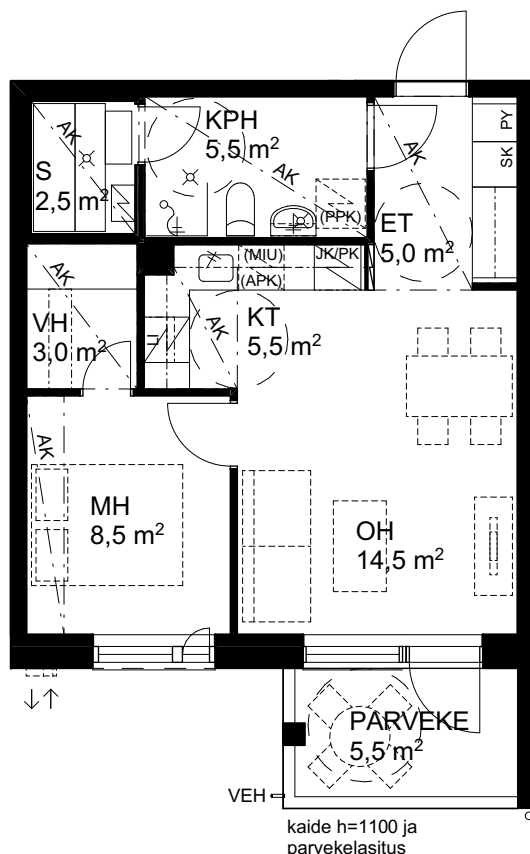 AK
KPH
5,5 m²
AK
PY
SK
AK
S
2,5 m²
(PPK)
ET
5,0 m²
AK
(MIU)
JK/PK
(APK)
VH
3,0 m²
AK
KT
5,5 m²
AK
MH
8,5 m²
OH
14,5 m²
PARVEKE
5,5 m²
VEH
kaide h=1100 ja
parvekelasitus